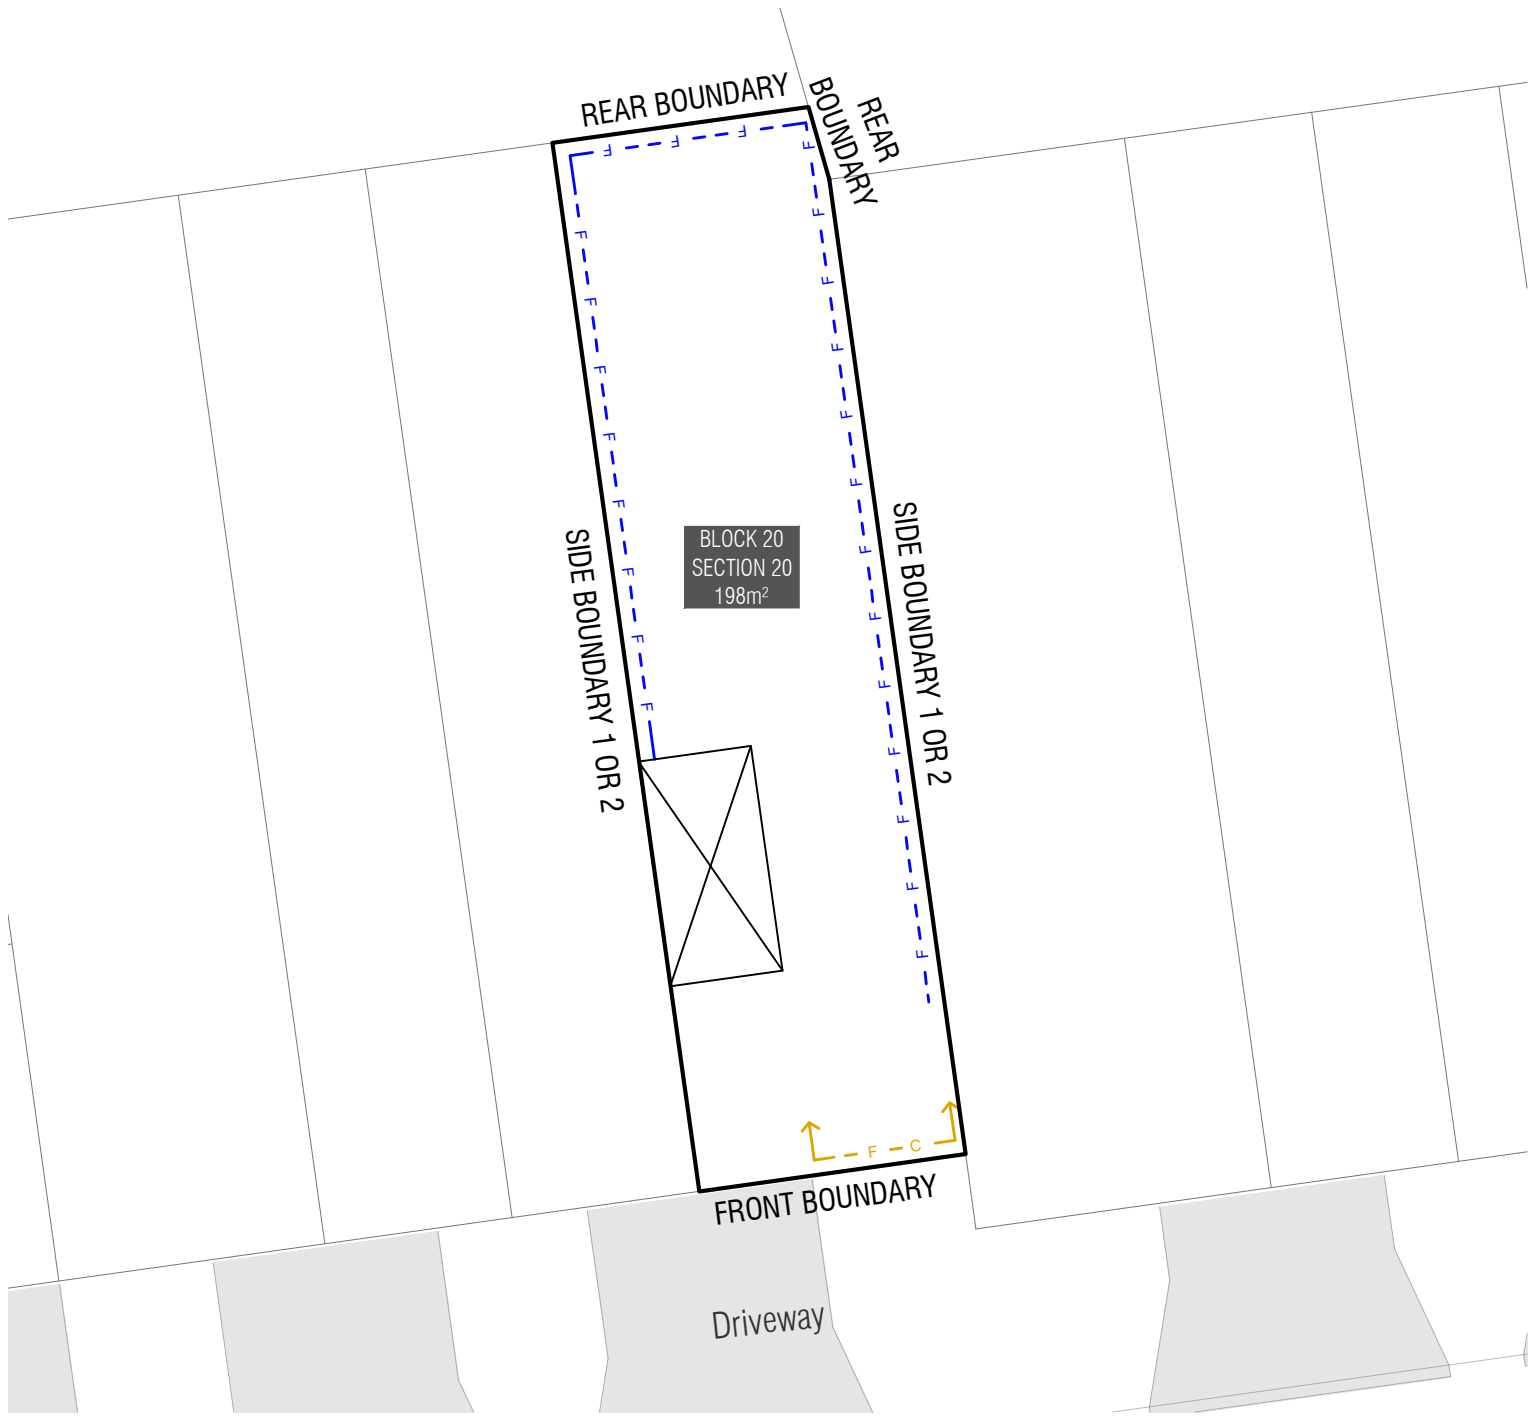 REAR BOUNDARY
REAR
BOUNDARY
F F F F
F F F F F F F F
F F F F F F F F F F F F F
SIDE BOUNDARY 1 OR 2
BLOCK 20
SECTION 20
198m²
SIDE BOUNDARY 1 OR 2
F C
FRONT BOUNDARY
Driveway